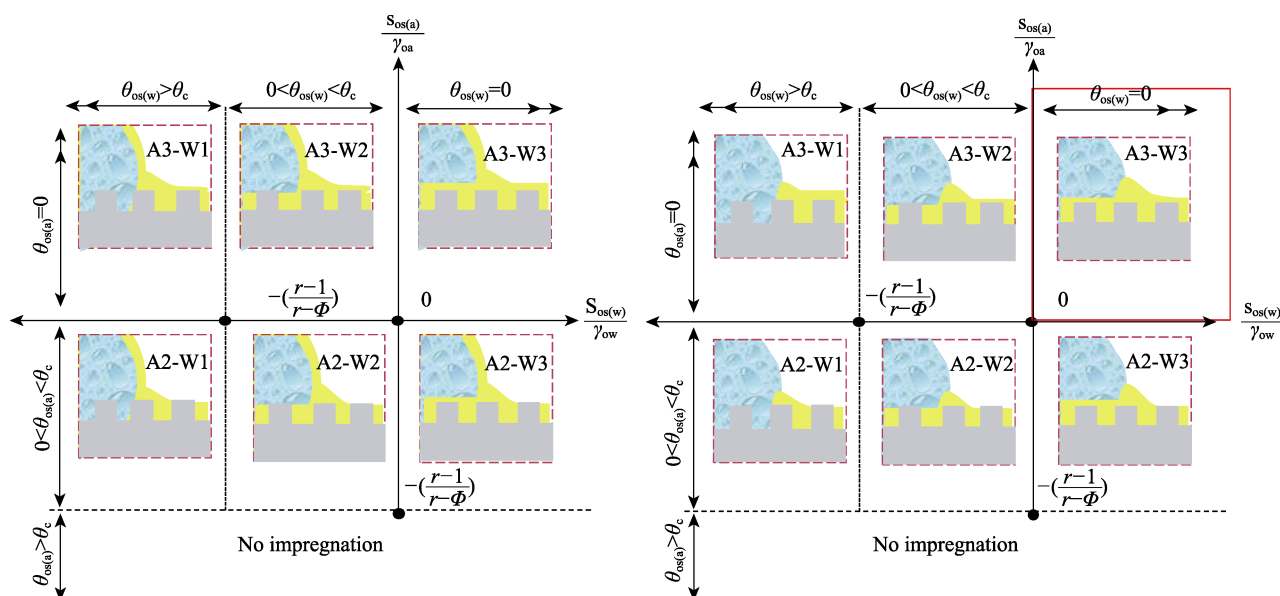 S_os(a)/γ_oa
θ_os(w)>θ_c
0<θ_os(w)<θ_c
θ_os(w)=0
θ_os(a)=0
A3-W1
A3-W2
A3-W3
−(r−1/r−Φ)
0
S_os(w)/γ_ow
0<θ_os(a)<θ_c
A2-W1
A2-W2
A2-W3
−(r−1/r−Φ)
θ_os(a)>θ_c
No impregnation
S_os(a)/γ_oa
θ_os(w)>θ_c
0<θ_os(w)<θ_c
θ_os(w)=0
θ_os(a)=0
A3-W1
A3-W2
A3-W3
−(r−1/r−Φ)
0
S_os(w)/γ_ow
0<θ_os(a)<θ_c
A2-W1
A2-W2
A2-W3
−(r−1/r−Φ)
θ_os(a)>θ_c
No impregnation